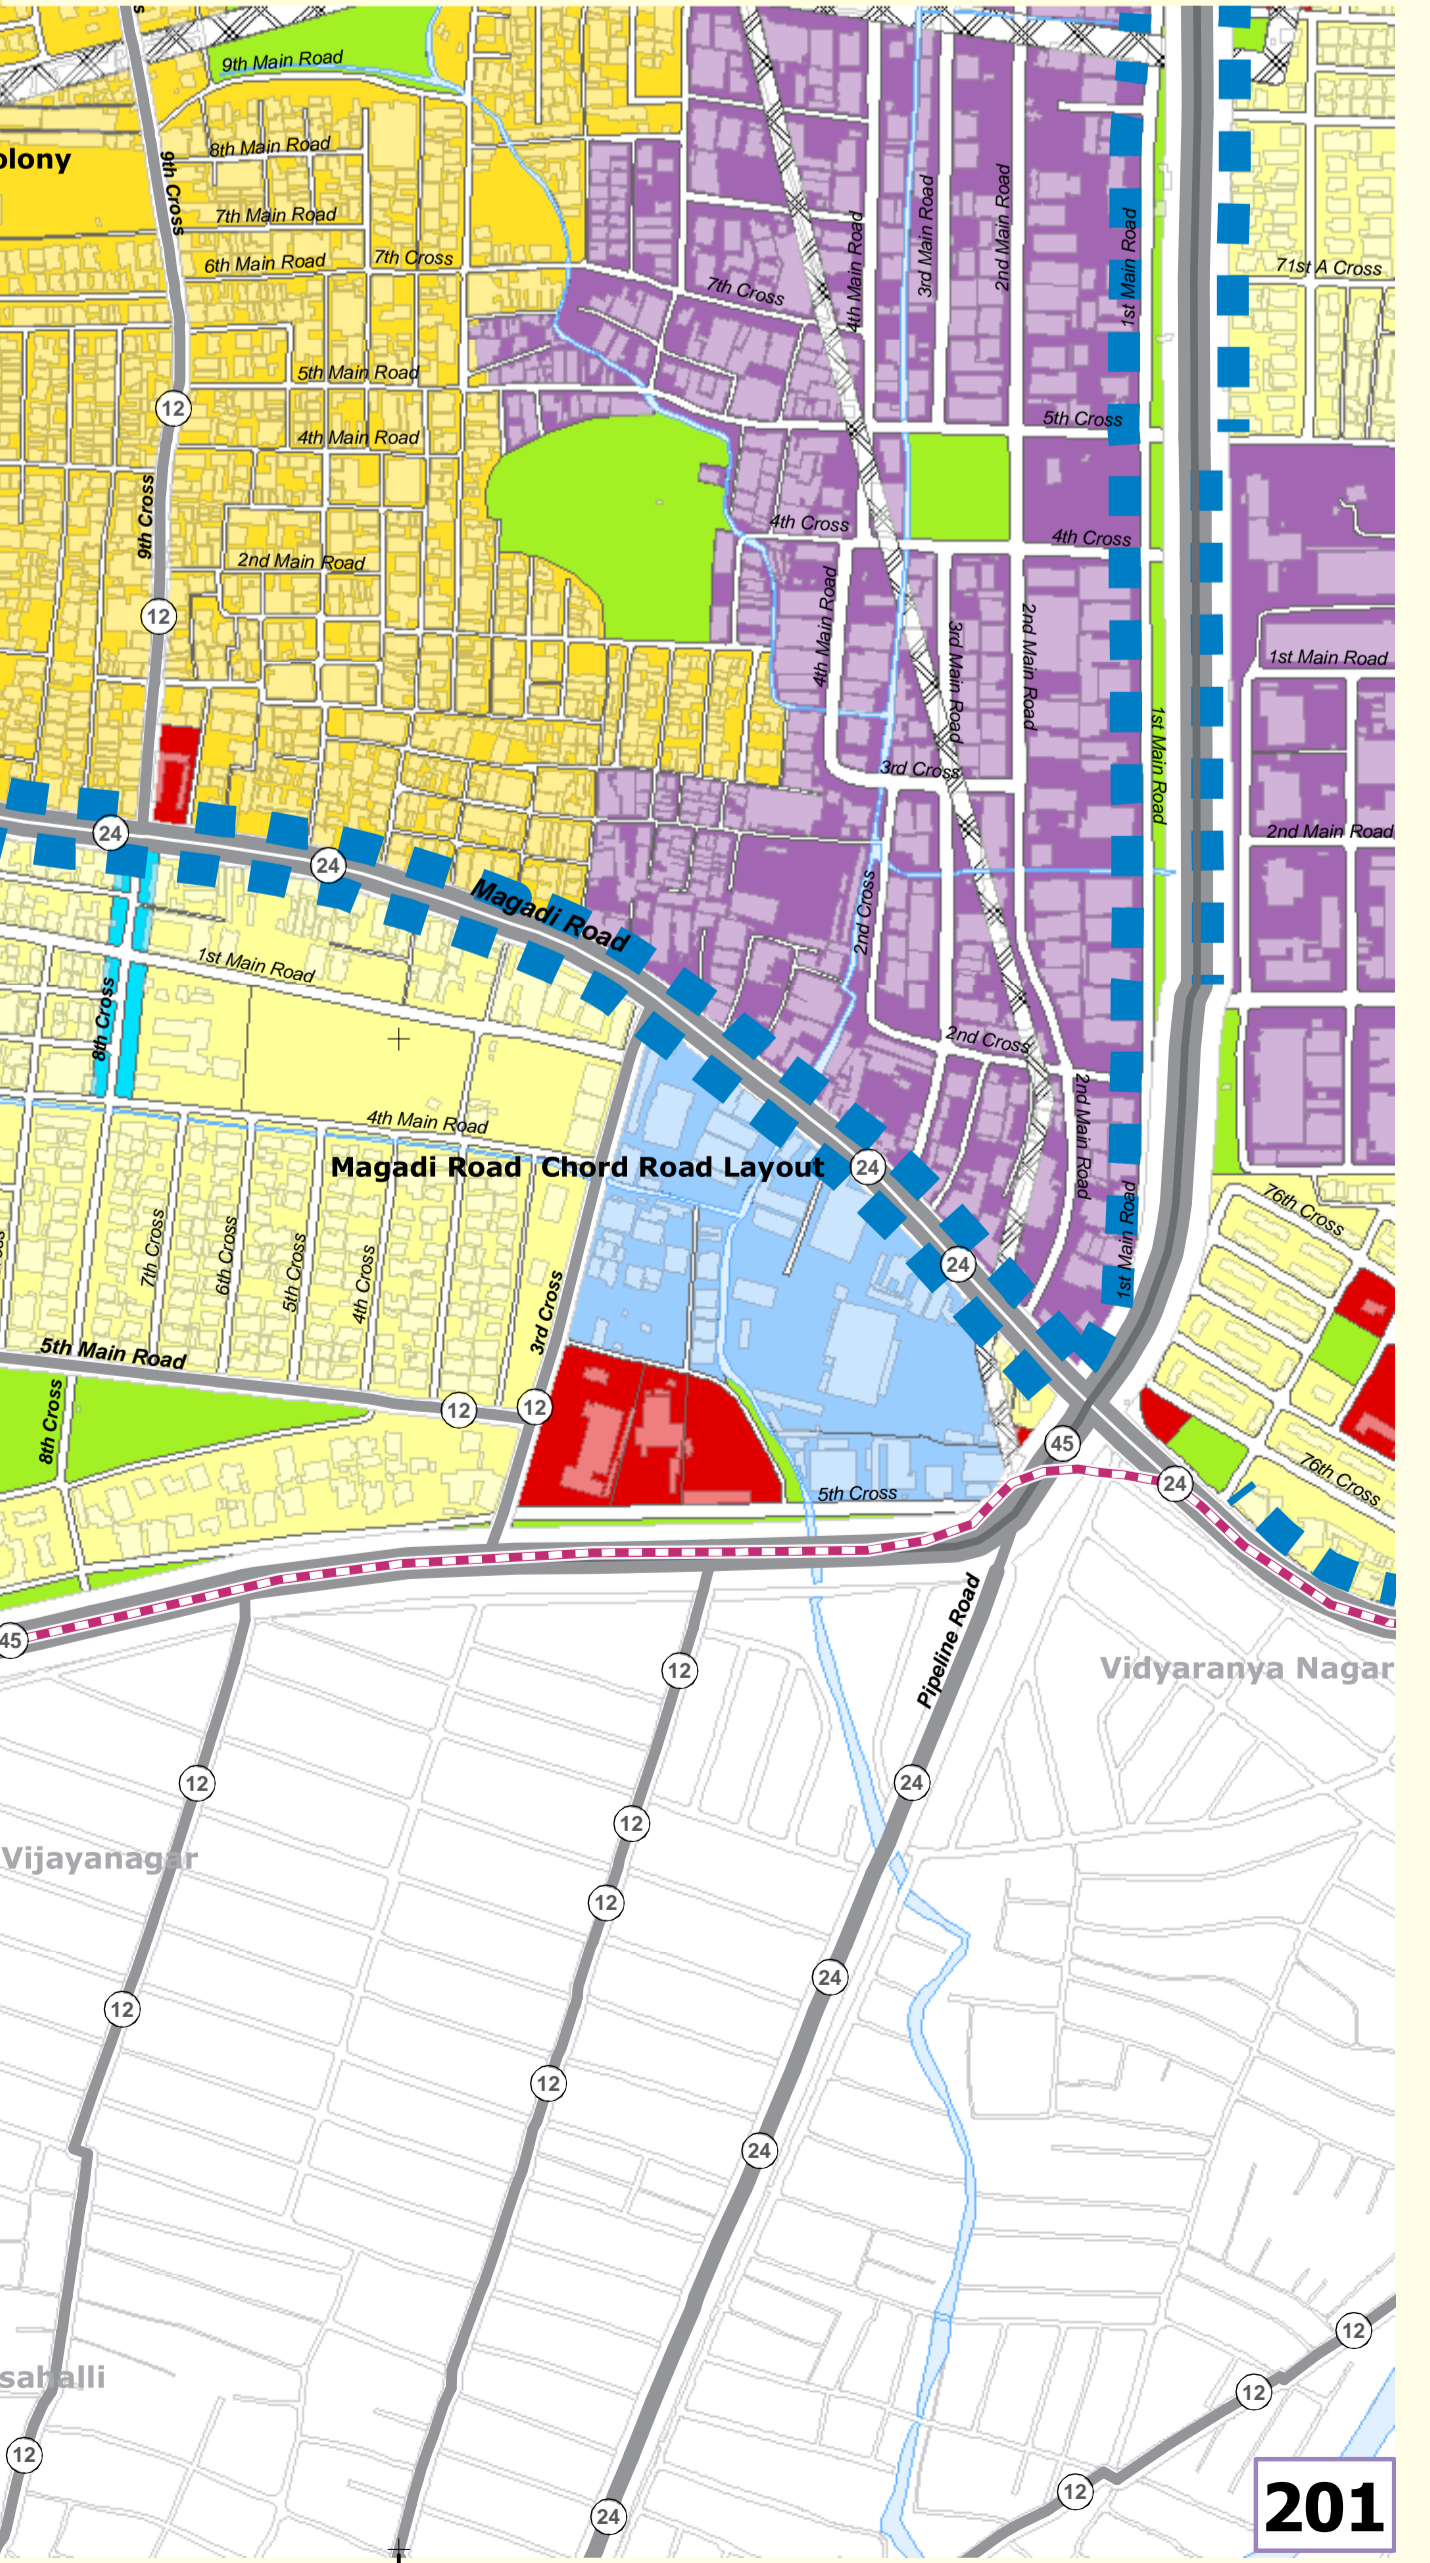 9th Main Road
8th Main Road
9th Cross
7th Main Road
6th Main Road
7th Cross
7th Cross
4th Main Road
3rd Main Road
2nd Main Road
1st Main Road
71st A Cross
5th Main Road
12
4th Main Road
5th Cross
9th Cross
4th Cross
4th Cross
2nd Main Road
12
4th Main Road
3rd Main Road
2nd Main Road
1st Main Road
1st Main Road
3rd Cross
2nd Main Road
24
24
Magadi Road
2nd Cross
1st Main Road
8th Cross
2nd Cross
4th Main Road
2nd Main Road
Magadi Road Chord Road Layout
24
1st Main Road
76th Cross
7th Cross
6th Cross
5th Cross
4th Cross
24
3rd Cross
5th Main Road
8th Cross
12
12
45
24
76th Cross
5th Cross
45
Pipeline Road
12
Vidyaranya Nagar
12
24
12
Vijayanagar
12
24
12
12
24
12
sahalli
12
12
12
24
201